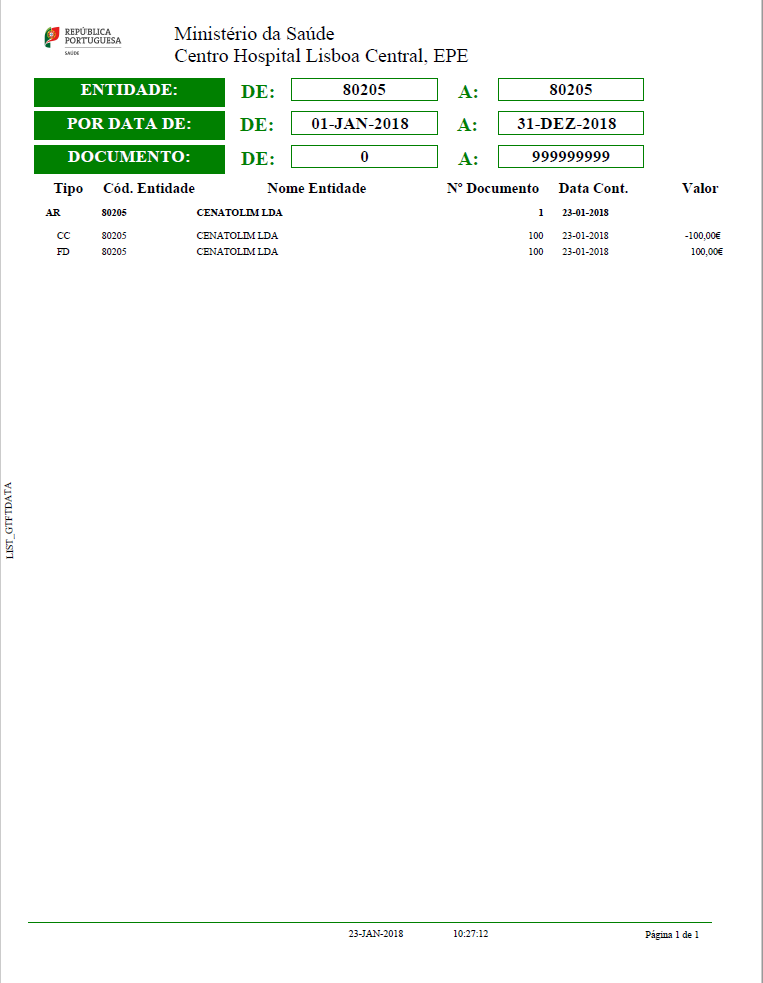 REPÚBLICA
PORTUGUESA
SAÚDE
Ministério da Saúde
Centro Hospital Lisboa Central, EPE
ENTIDADE: DE: 80205 A: 80205
POR DATA DE: DE: 01-JAN-2018 A: 31-DEZ-2018
DOCUMENTO: DE: 0 A: 999999999
Tipo Cód. Entidade Nome Entidade Nº Documento Data Cont. Valor
AR 80205 CENATOLIM LDA 1 23-01-2018
CC 80205 CENATOLIM LDA 100 23-01-2018 -100,00€
FD 80205 CENATOLIM LDA 100 23-01-2018 100,00€
LIST_GTFTDATA
23-JAN-2018 10:27:12 Página 1 de 1